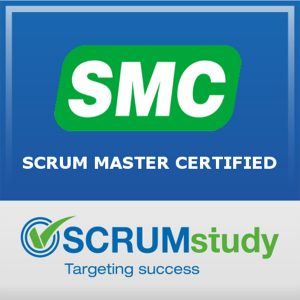 SMC
SCRUM MASTER CERTIFIED
SCRUMstudy
Targeting success